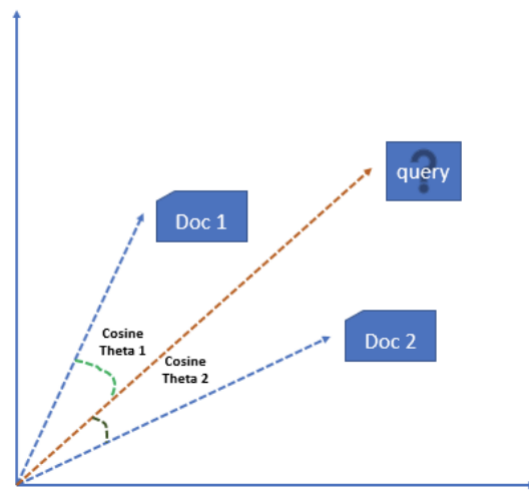 query
?
Doc 1
Cosine
Theta 1
Doc 2
Cosine
Theta 2